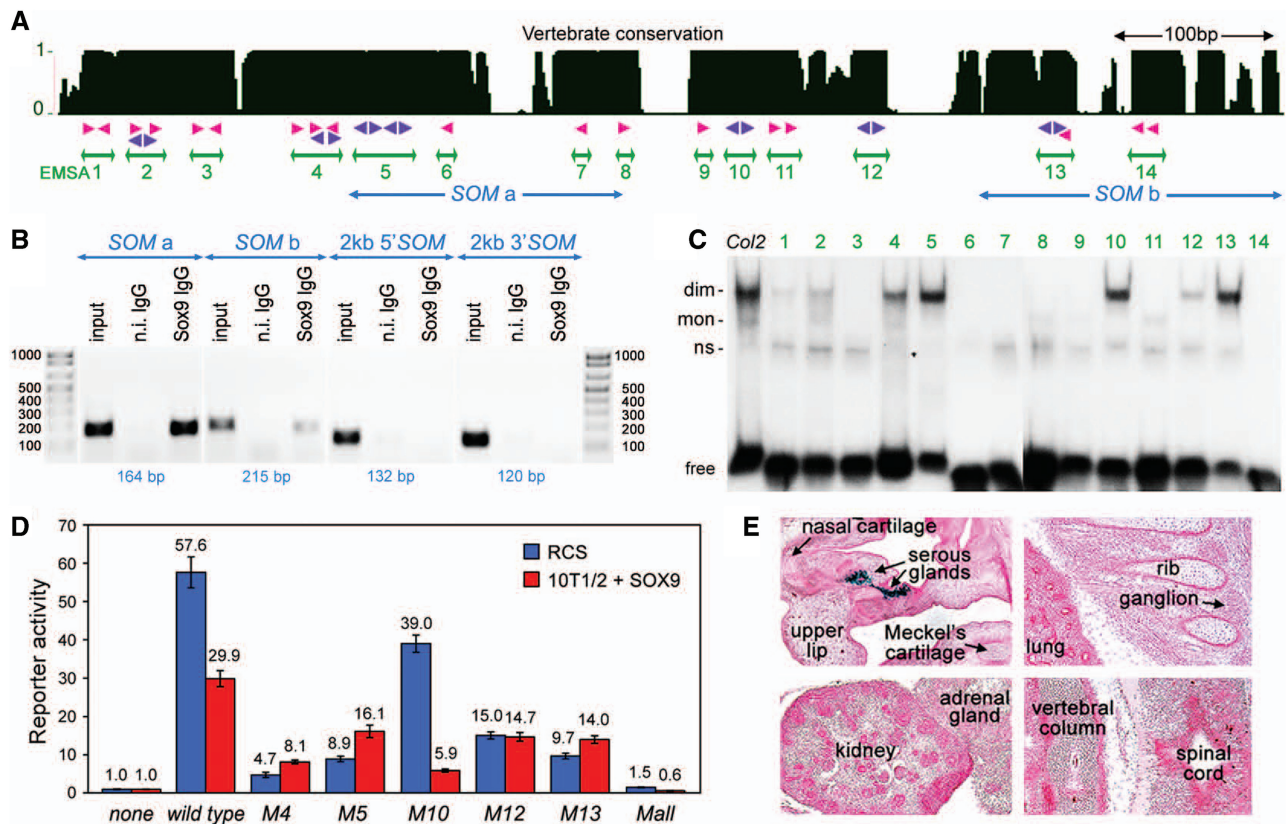 A
Vertebrate conservation
100bp
1
0
EMSA 1 2 3 4 5 6 7 8 9 10 11 12 13 14
SOM a
SOM b
B
SOM a SOM b 2kb 5'SOM 2kb 3'SOM
input n.i. IgG Sox9 IgG input n.i. IgG Sox9 IgG input n.i. IgG Sox9 IgG input n.i. IgG Sox9 IgG
1000 1000
500 500
400 400
300 300
200 200
100 100
164 bp 215 bp 132 bp 120 bp
C
Col2 1 2 3 4 5 6 7 8 9 10 11 12 13 14
dim -
mon -
ns -
free
D
Reporter activity
70
60
50
40
30
20
10
0
RCS
10T1/2 + SOX9
1.0 1.0 57.6 29.9 4.7 8.1 8.9 16.1 39.0 5.9 15.0 14.7 9.7 14.0 1.5 0.6
none wild type M4 M5 M10 M12 M13 Mall
E
nasal cartilage
serous
glands
upper
lip
Meckel's
cartilage
rib
ganglion
lung
adrenal
gland
kidney
vertebral
column
spinal
cord